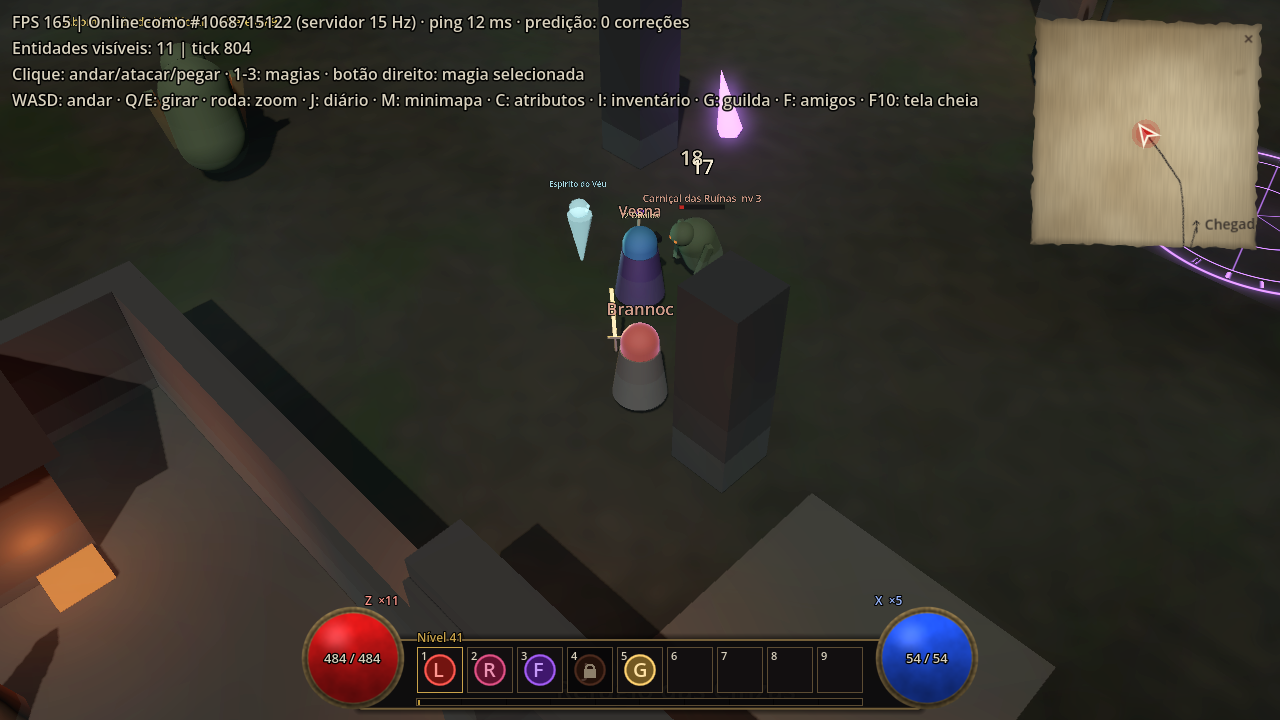 FPS 165 | Online como #1068715122 (servidor 15 Hz) · ping 12 ms · predição: 0 correções
Entidades visíveis: 11 | tick 804
Clique: andar/atacar/pegar · 1-3: magias · botão direito: magia selecionada
WASD: andar · Q/E: girar · roda: zoom · J: diário · M: minimapa · C: atributos · I: inventário · G: guilda · F: amigos · F10: tela cheia
×
18
17
Espírito do Véu
Carniçal das Ruínas nv 3
Vesna
Chegad
Brannoc
Z ×11
X ×5
Nível 41
484 / 484
1 L
2 R
3 F
4
5 G
6
7
8
9
54 / 54